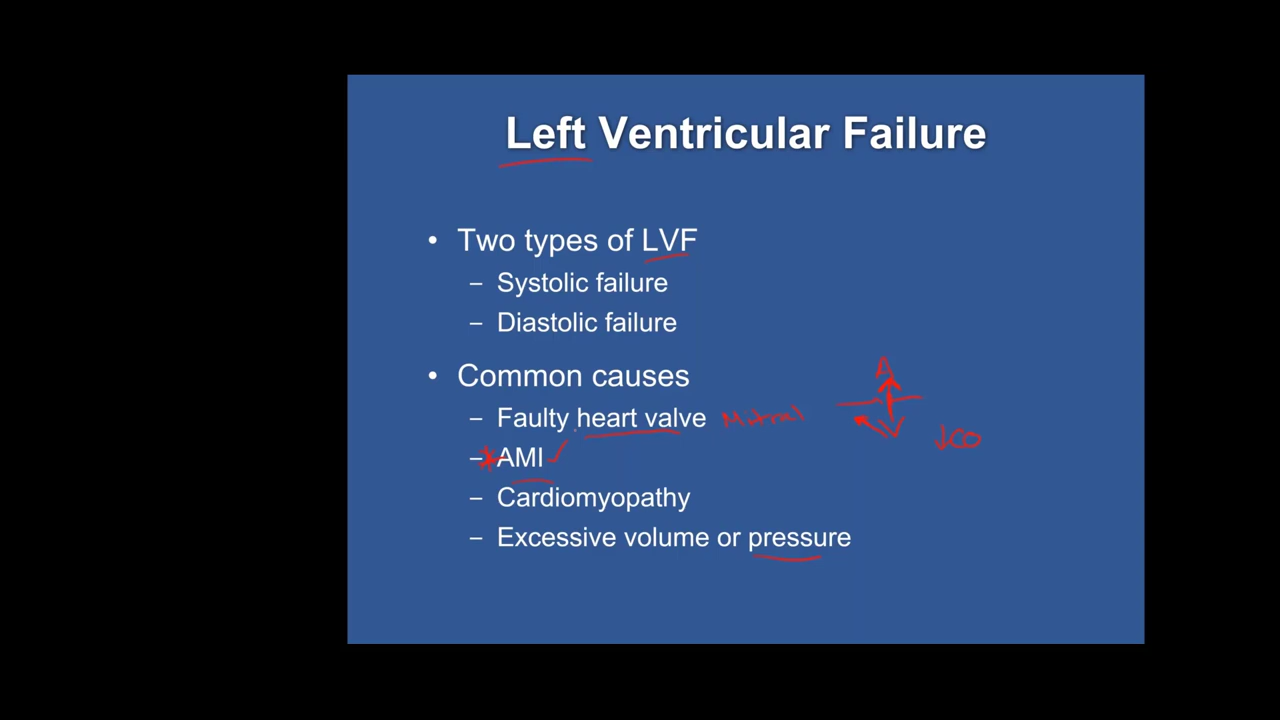 Left Ventricular Failure
• Two types of LVF
– Systolic failure
– Diastolic failure
• Common causes
– Faulty heart valve Mitral
– AMI
– Cardiomyopathy
– Excessive volume or pressure
A
V
↓CO